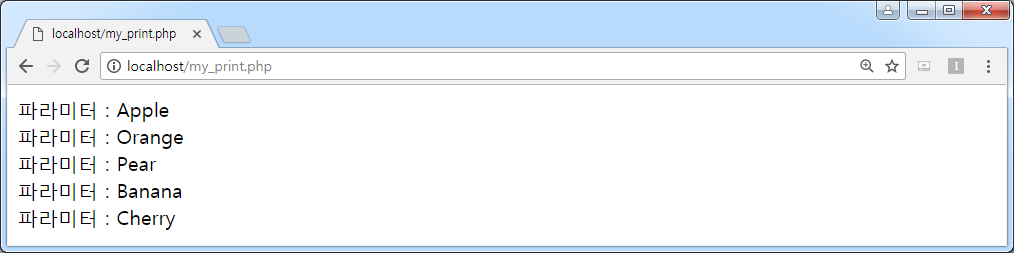 localhost/my_print.php
localhost/my_print.php
파라미터 : Apple
파라미터 : Orange
파라미터 : Pear
파라미터 : Banana
파라미터 : Cherry